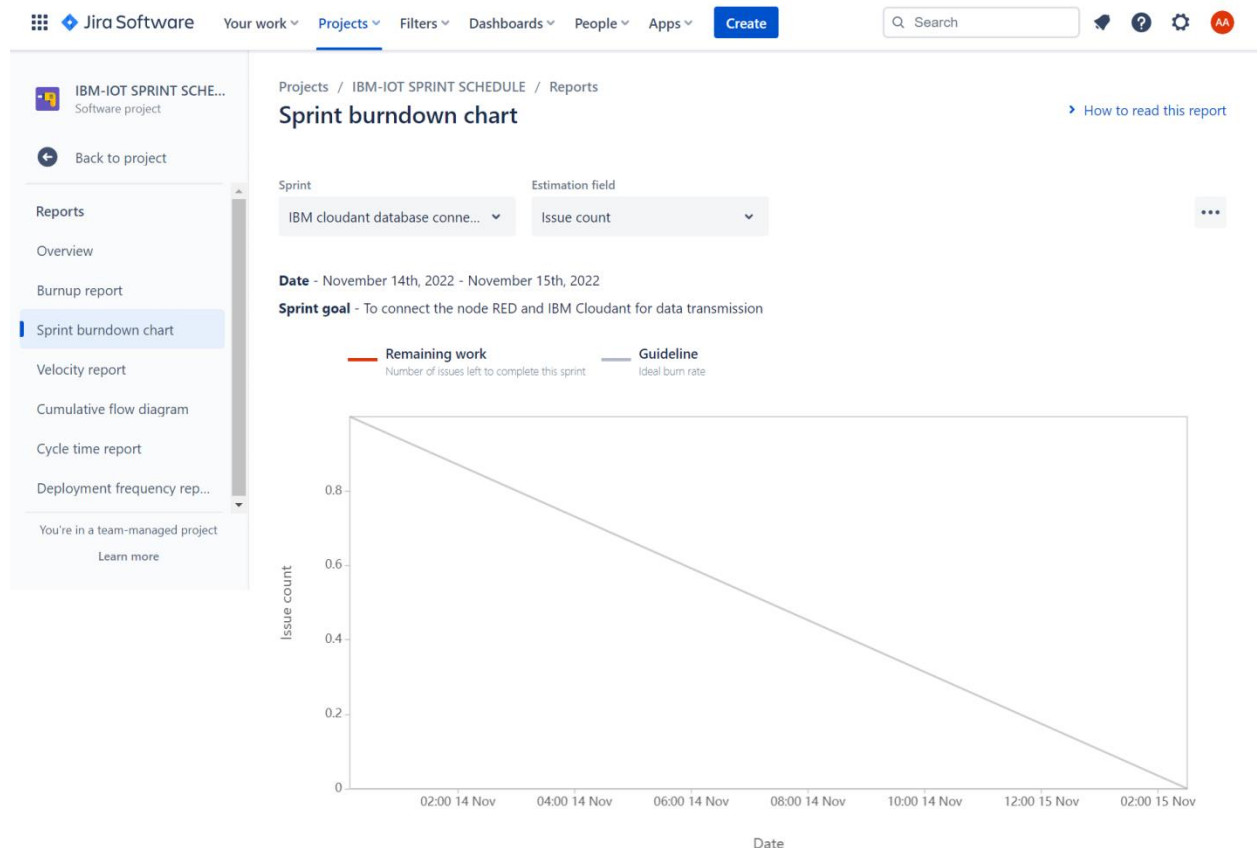 Jira Software Your work Projects Filters Dashboards People Apps Create Search AA
IBM-IOT SPRINT SCHE...
Software project
Back to project
Reports
Overview
Burnup report
Sprint burndown chart
Velocity report
Cumulative flow diagram
Cycle time report
Deployment frequency rep...
You're in a team-managed project
Learn more
Projects / IBM-IOT SPRINT SCHEDULE / Reports
Sprint burndown chart
How to read this report
Sprint Estimation field
IBM cloudant database conne... Issue count
Date - November 14th, 2022 - November 15th, 2022
Sprint goal - To connect the node RED and IBM Cloudant for data transmission
Remaining work Guideline
Number of issues left to complete this sprint Ideal burn rate
0.8
0.6
0.4
0.2
0
Issue count
02:00 14 Nov 04:00 14 Nov 06:00 14 Nov 08:00 14 Nov 10:00 14 Nov 12:00 15 Nov 02:00 15 Nov
Date